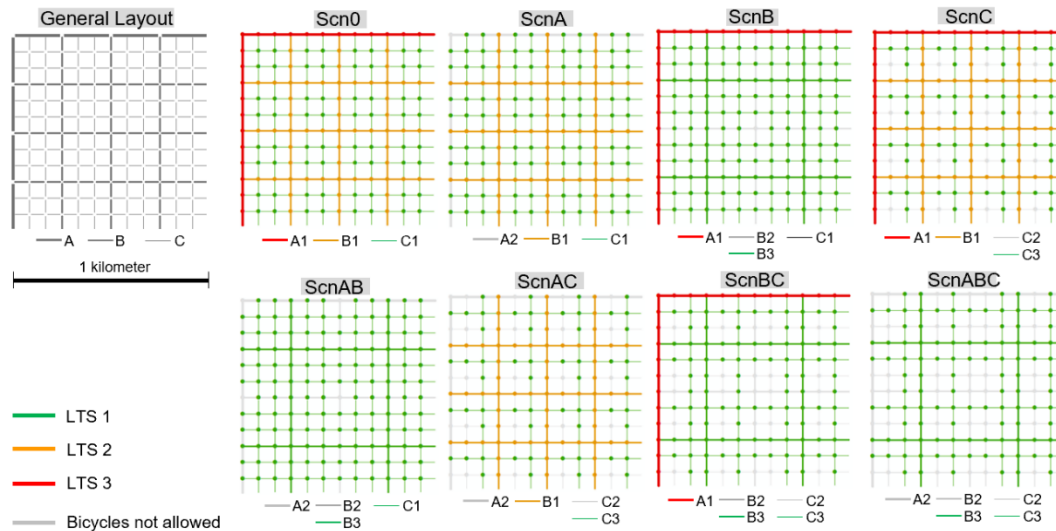 General Layout
Scn0
ScnA
ScnB
ScnC
A B C
A1 B1 C1
A2 B1 C1
A1 B2 C1
B3
A1 B1 C2
C3
1 kilometer
ScnAB
ScnAC
ScnBC
ScnABC
LTS 1
LTS 2
LTS 3
Bicycles not allowed
A2 B2 C1
B3
A2 B1 C2
C3
A1 B2 C2
B3 C3
A2 B2 C2
B3 C3